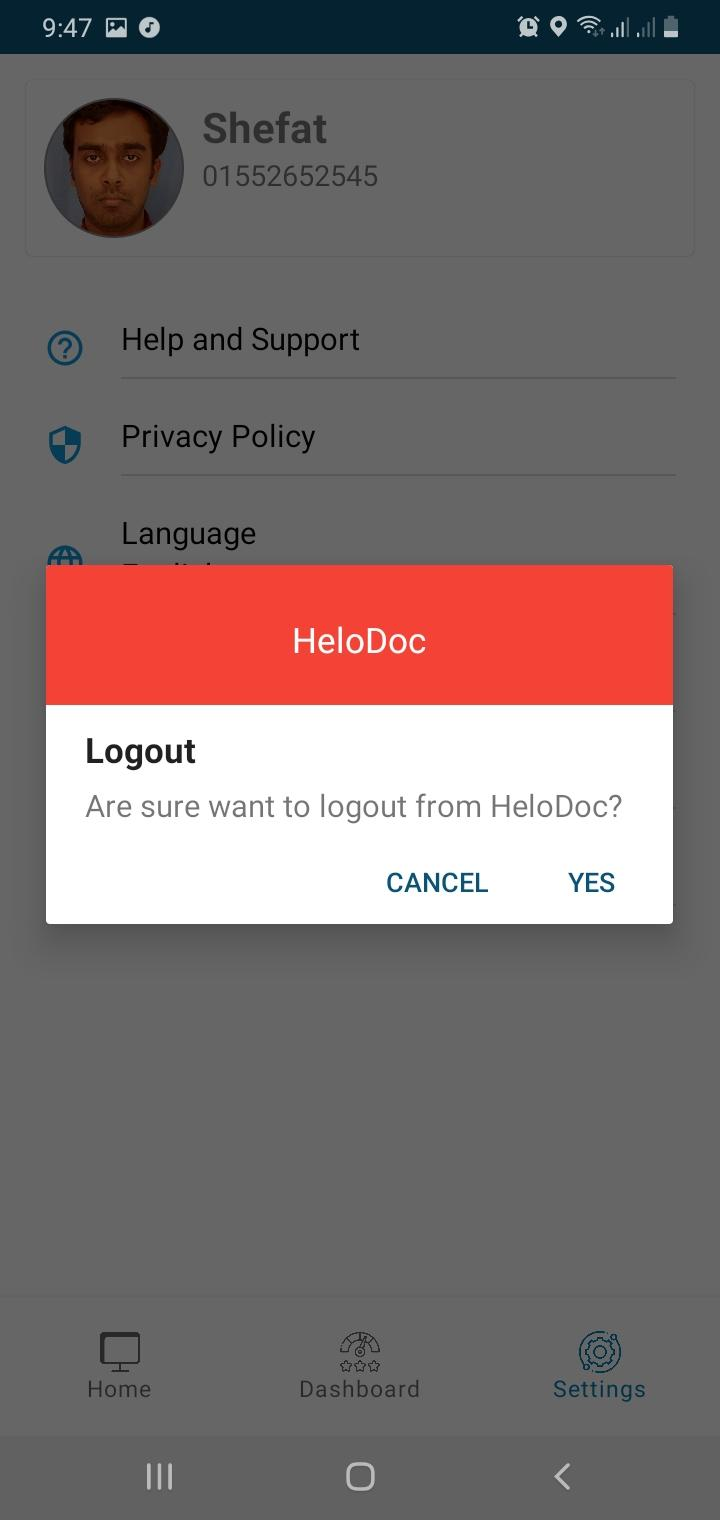 9:47
Shefat
01552652545
Help and Support
Privacy Policy
Language
HeloDoc
Logout
Are sure want to logout from HeloDoc?
CANCEL
YES
Home
Dashboard
Settings